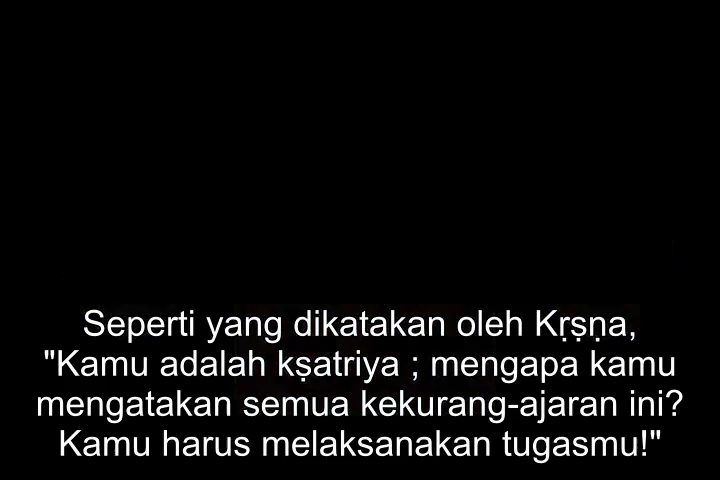 Seperti yang dikatakan oleh Kṛṣṇa,
"Kamu adalah kṣatriya ; mengapa kamu
mengatakan semua kekurang-ajaran ini?
Kamu harus melaksanakan tugasmu!"